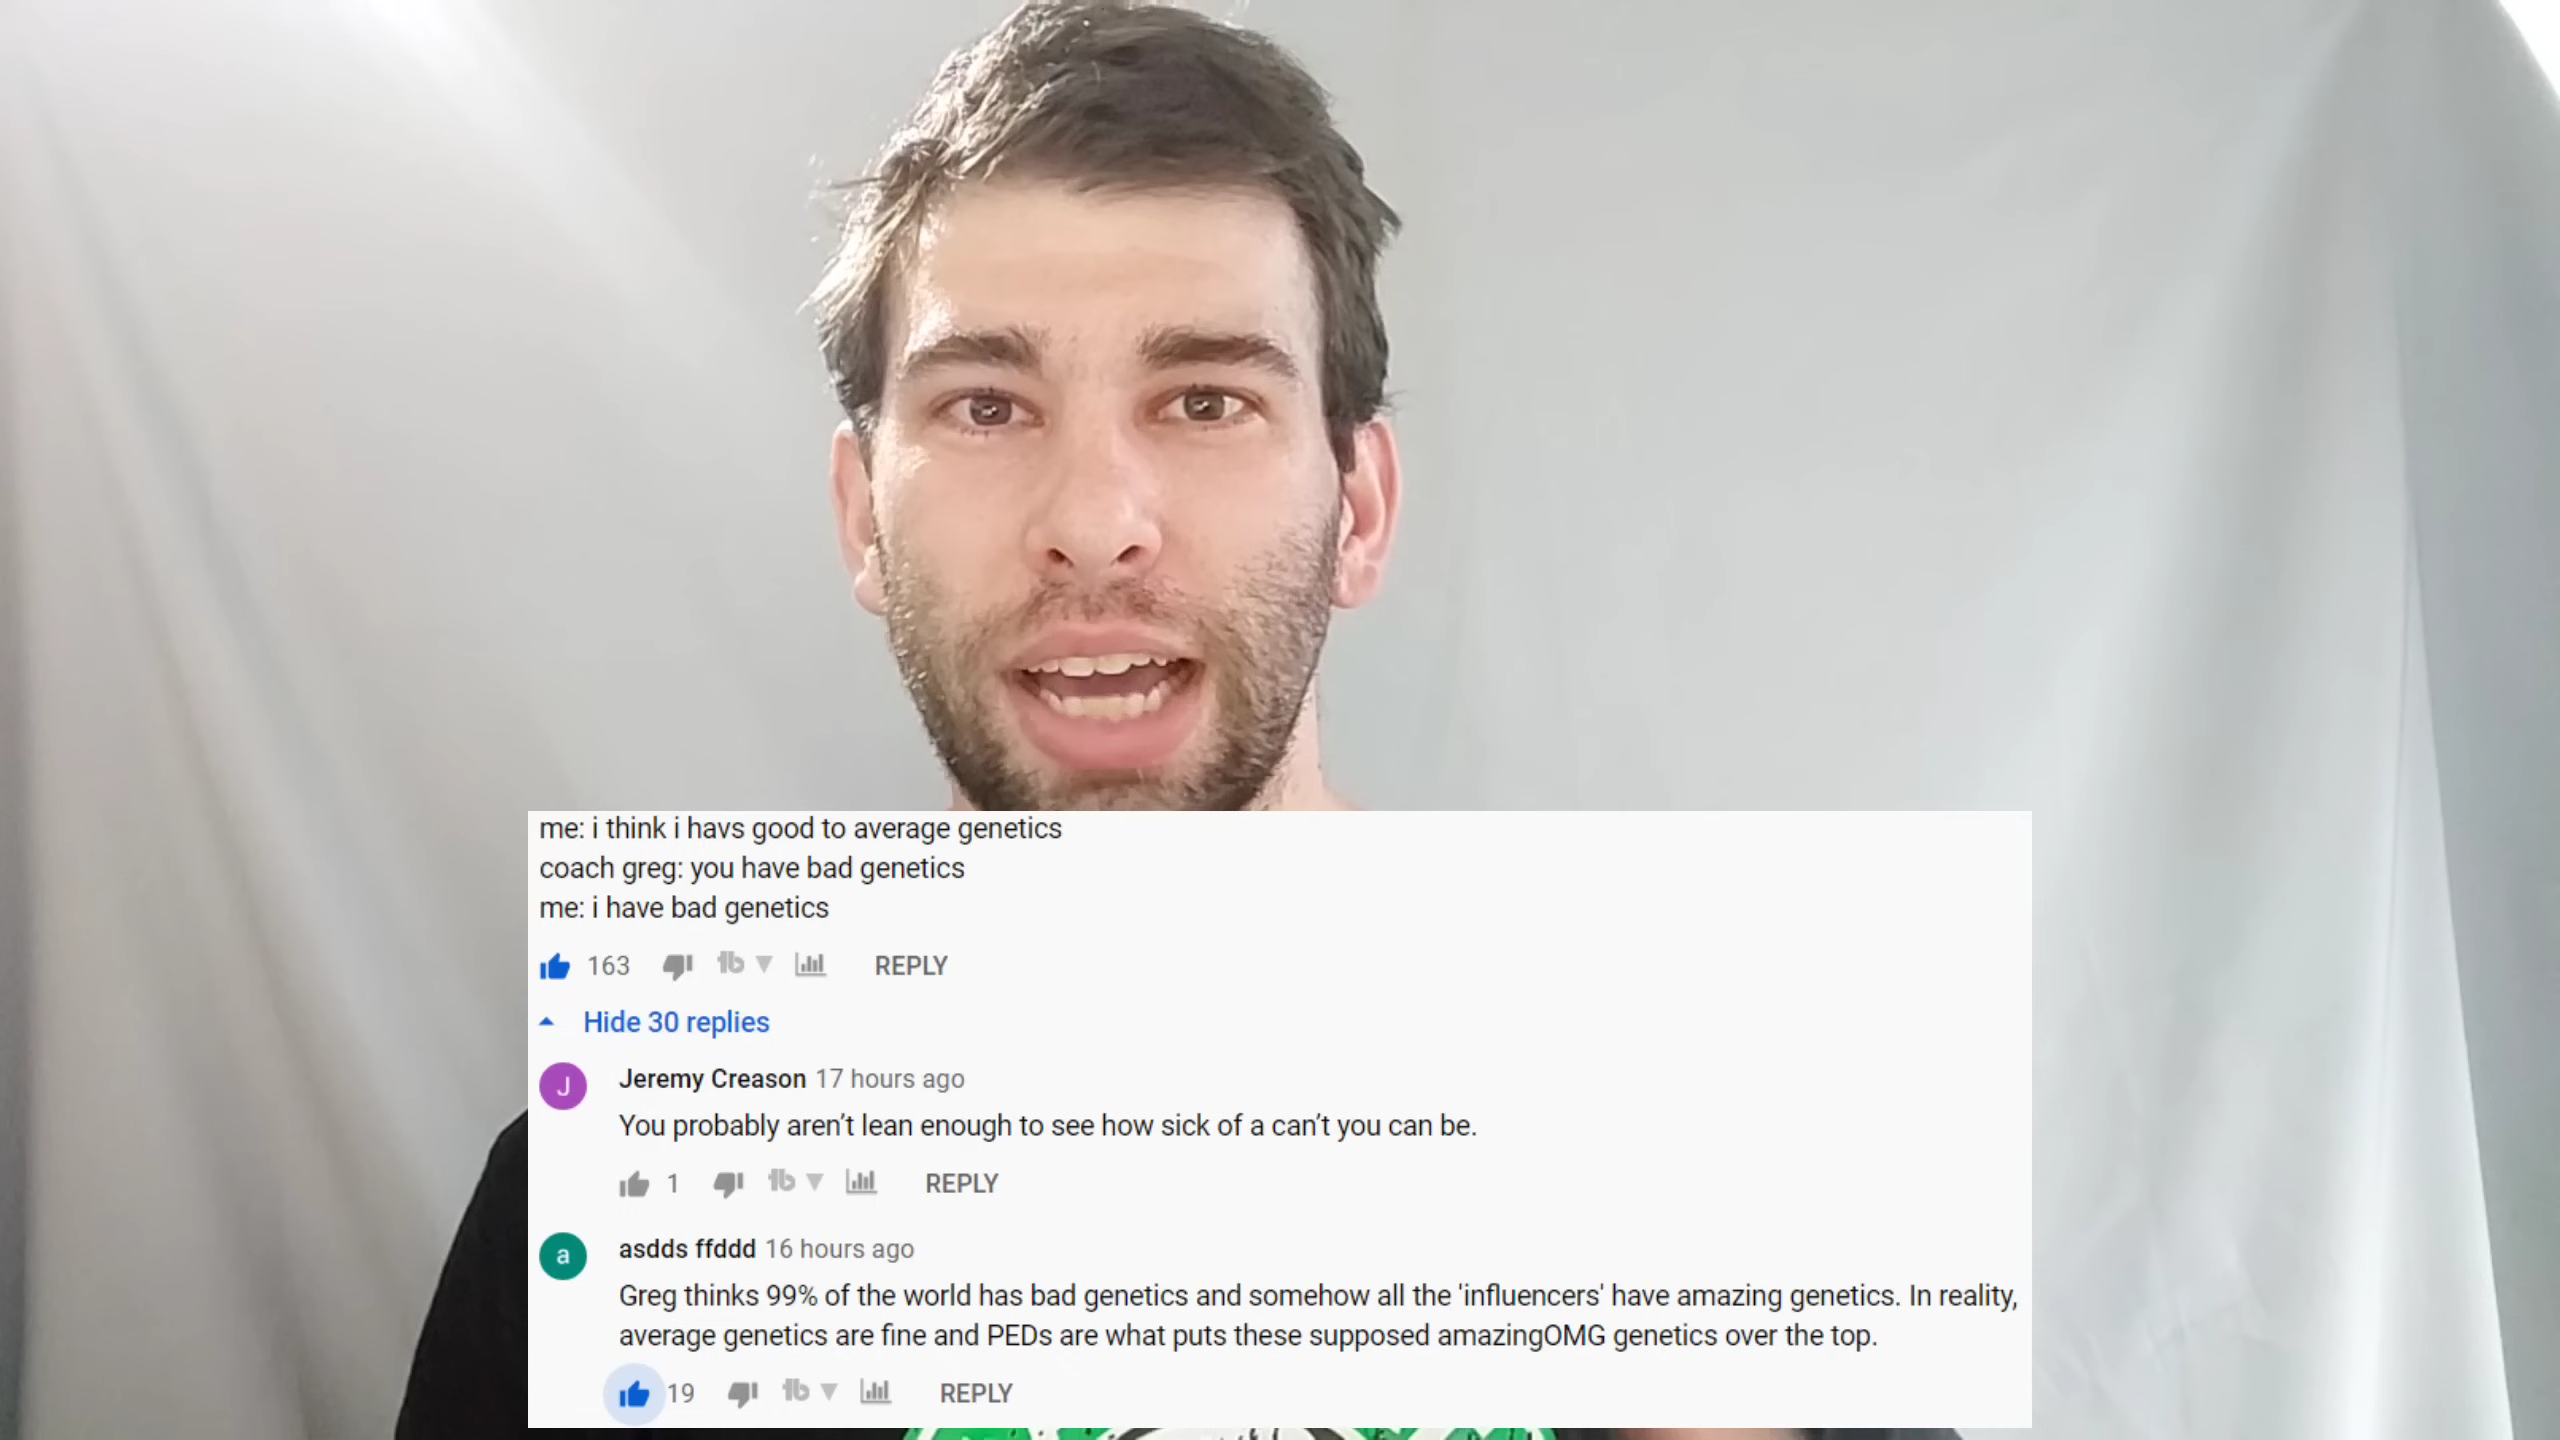 me: i think i havs good to average genetics
coach greg: you have bad genetics
me: i have bad genetics
163 REPLY
Hide 30 replies
J Jeremy Creason 17 hours ago
You probably aren’t lean enough to see how sick of a can’t you can be.
1 REPLY
a asdds ffddd 16 hours ago
Greg thinks 99% of the world has bad genetics and somehow all the 'influencers' have amazing genetics. In reality,
average genetics are fine and PEDs are what puts these supposed amazingOMG genetics over the top.
19 REPLY